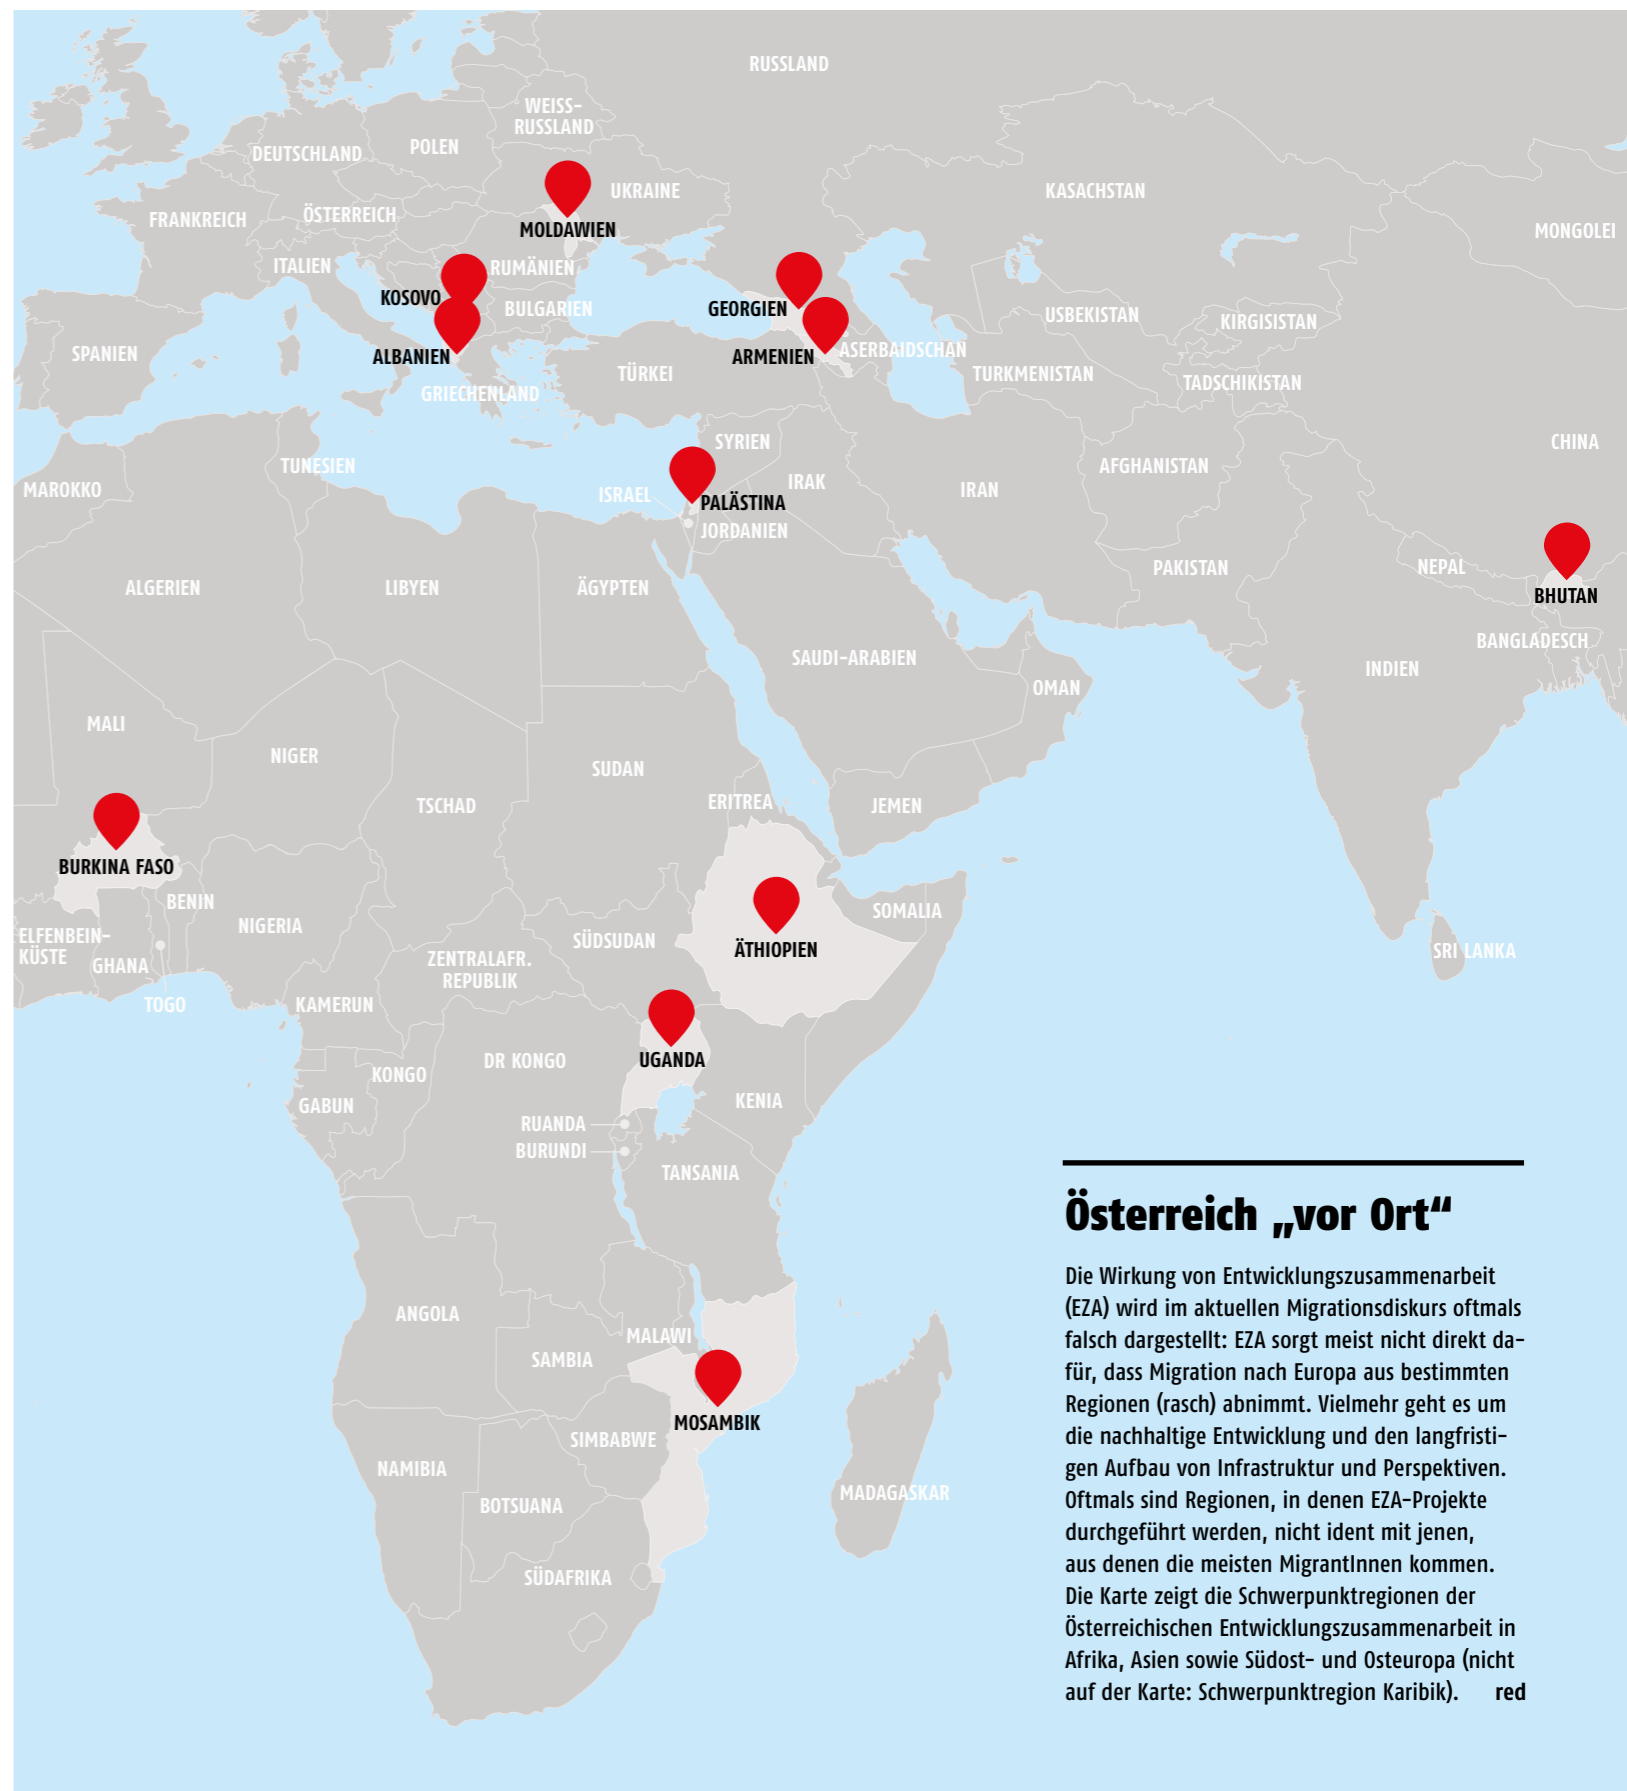 RUSSLAND
WEISS-
RUSSLAND
POLEN
DEUTSCHLAND
UKRAINE
KASACHSTAN
FRANKREICH
ÖSTERREICH
MOLDAWIEN
MONGOLEI
ITALIEN
RUMÄNIEN
KOSOVO
BULGARIEN
GEORGIEN
USBEKISTAN
KIRGISISTAN
SPANIEN
ALBANIEN
ARMENIEN
ASERBAIDSCHAN
TÜRKEI
TURKMENISTAN
TADSCHIKISTAN
GRIECHENLAND
SYRIEN
CHINA
TUNESIEN
AFGHANISTAN
MAROKKO
ISRAEL
IRAK
IRAN
PALÄSTINA
JORDANIEN
PAKISTAN
NEPAL
ALGERIEN
LIBYEN
ÄGYPTEN
BHUTAN
BANGLADESCH
SAUDI-ARABIEN
INDIEN
OMAN
MALI
NIGER
SUDAN
TSCHAD
ERITREA
JEMEN
BURKINA FASO
BENIN
SOMALIA
NIGERIA
ELFENBEIN-
KÜSTE
GHANA
SÜDSUDAN
ÄTHIOPIEN
SRI LANKA
ZENTRALAFR.
REPUBLIK
TOGO
KAMERUN
DR KONGO
UGANDA
KONGO
GABUN
KENIA
RUANDA
BURUNDI
TANSANIA
ANGOLA
MALAWI
SAMBIA
MOSAMBIK
SIMBABWE
NAMIBIA
BOTSUANA
MADAGASKAR
SÜDAFRIKA
Österreich „vor Ort“
Die Wirkung von Entwicklungszusammenarbeit
(EZA) wird im aktuellen Migrationsdiskurs oftmals
falsch dargestellt: EZA sorgt meist nicht direkt da-
für, dass Migration nach Europa aus bestimmten
Regionen (rasch) abnimmt. Vielmehr geht es um
die nachhaltige Entwicklung und den langfristi-
gen Aufbau von Infrastruktur und Perspektiven.
Oftmals sind Regionen, in denen EZA-Projekte
durchgeführt werden, nicht ident mit jenen,
aus denen die meisten MigrantInnen kommen.
Die Karte zeigt die Schwerpunktregionen der
Österreichischen Entwicklungszusammenarbeit in
Afrika, Asien sowie Südost- und Osteuropa (nicht
auf der Karte: Schwerpunktregion Karibik). red